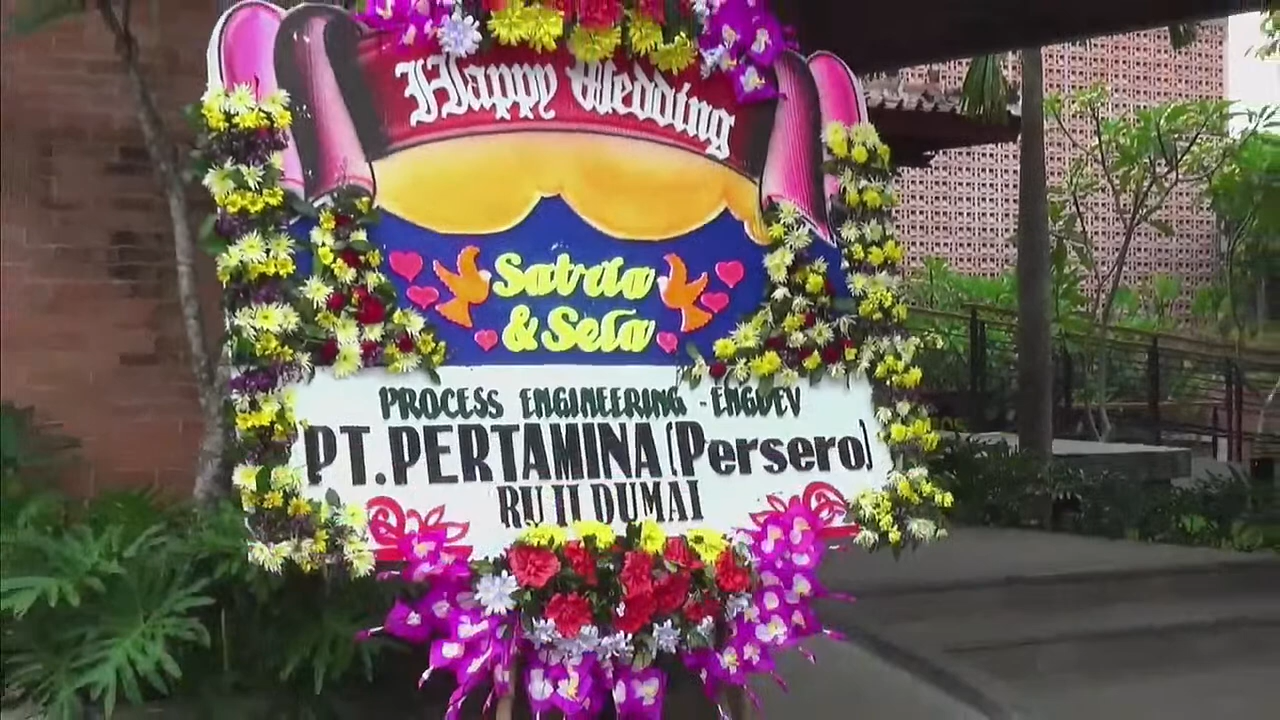 Happy Wedding
Satria
& Sela
PROCESS ENGINEERING - ENGDEV
PT. PERTAMINA (Persero)
RU II DUMAI